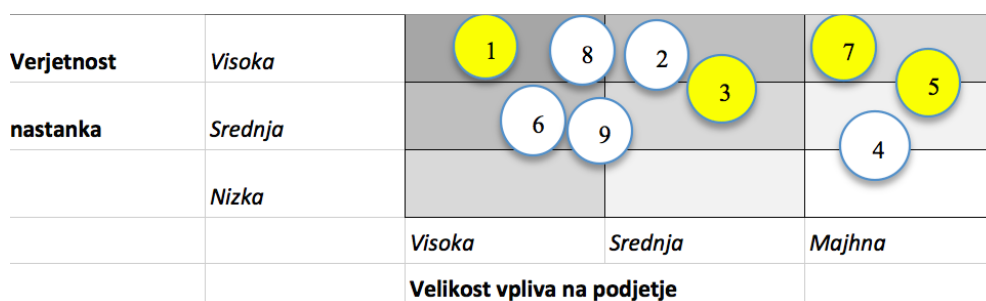 1 8 2 7
Verjetnost Visoka
3 5
nastanka Srednja 6 9 4
Nizka
Visoka Srednja Majhna
Velikost vpliva na podjetje